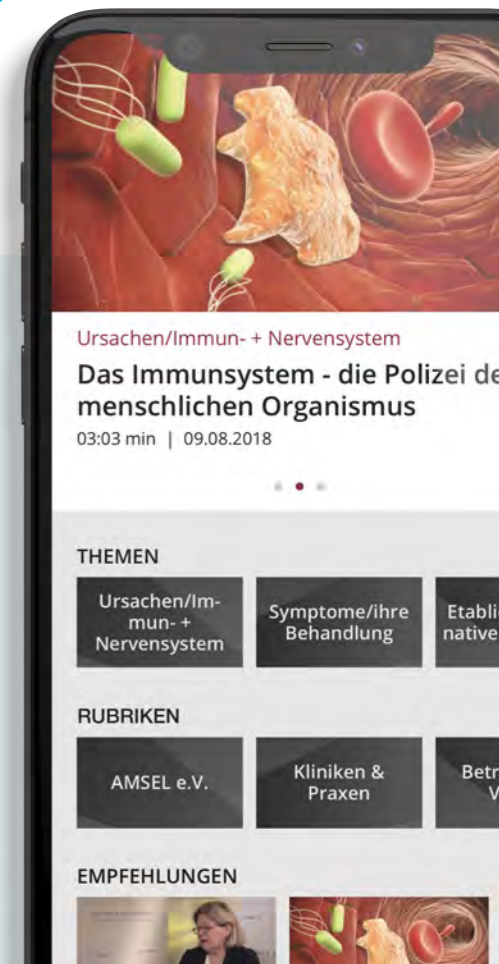 Ursachen/Immun- + Nervensystem
Das Immunsystem - die Polizei de
menschlichen Organismus
03:03 min | 09.08.2018
THEMEN
Ursachen/Im-
mun- +
Nervensystem
Symptome/ihre
Behandlung
Etabli
native
RUBRIKEN
AMSEL e.V.
Kliniken &
Praxen
Betr
V
EMPFEHLUNGEN